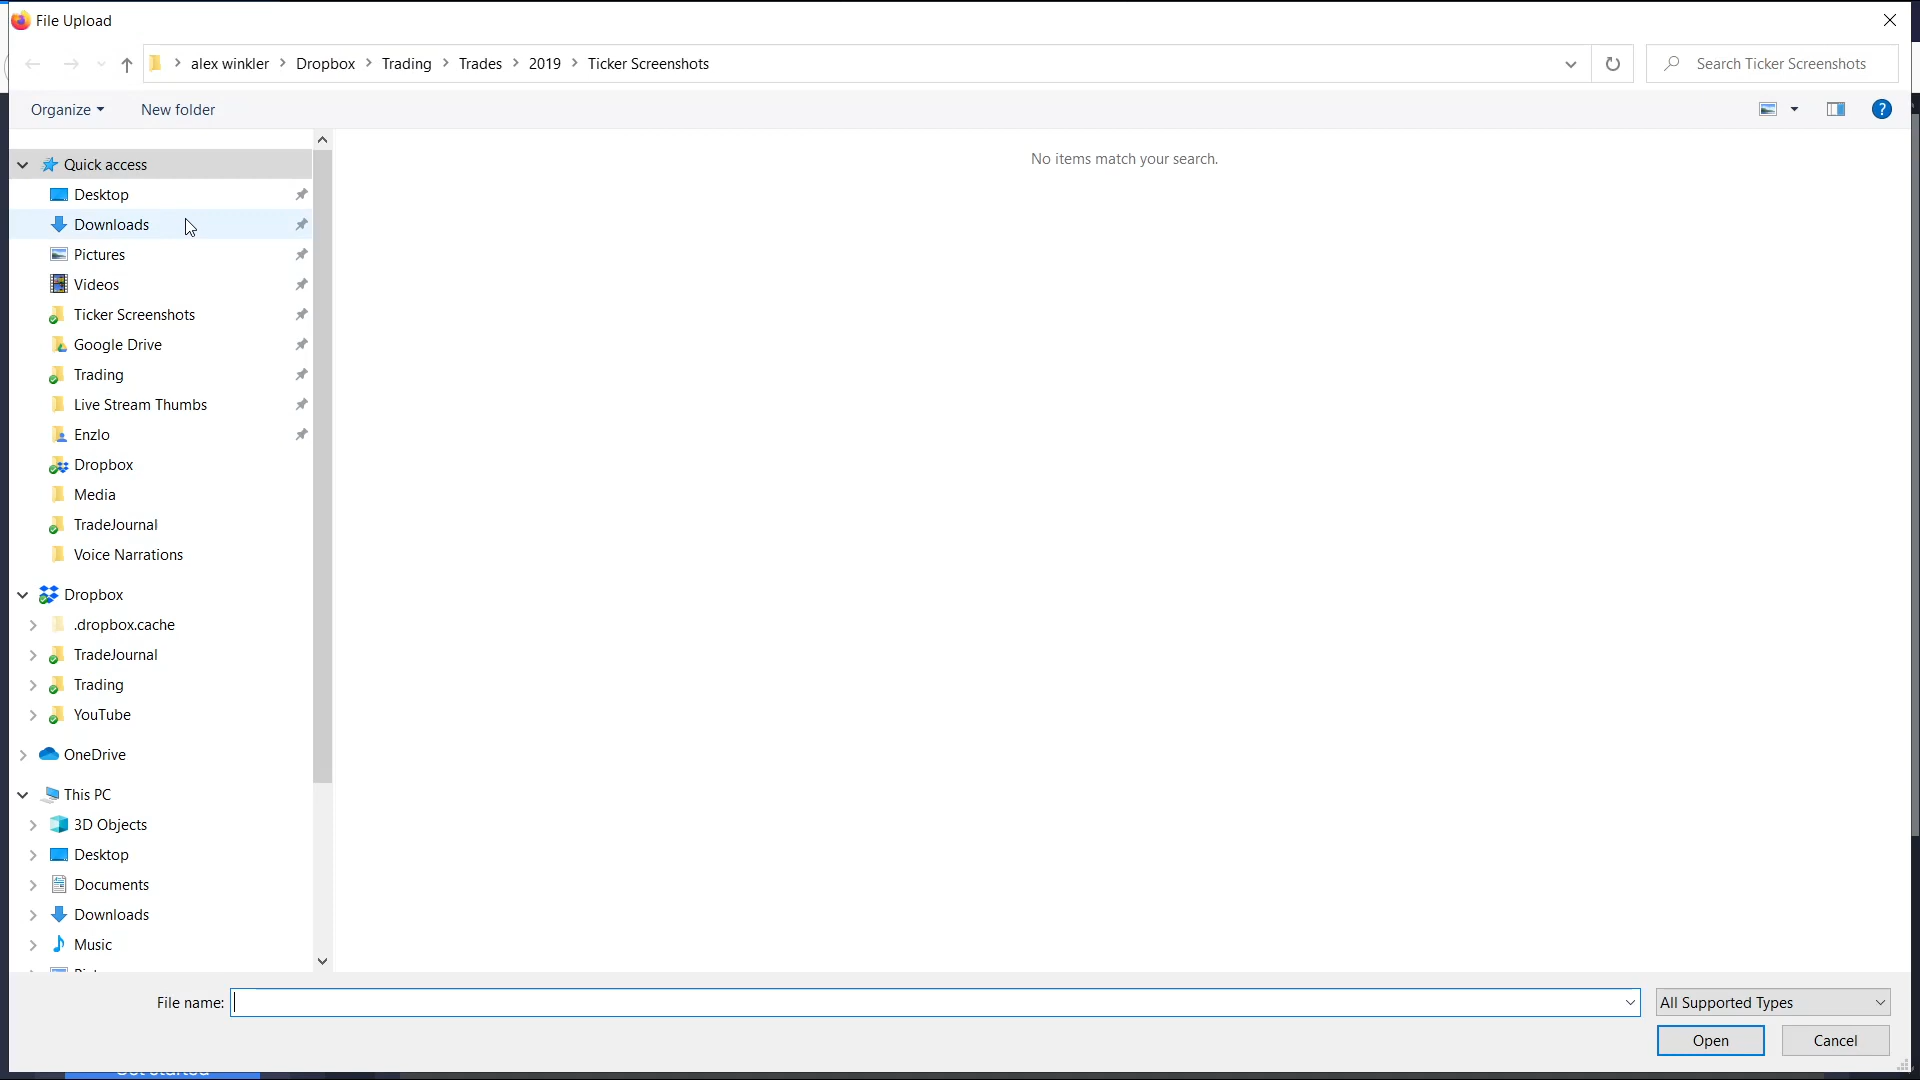 File Upload
alex winkler > Dropbox > Trading > Trades > 2019 > Ticker Screenshots
Search Ticker Screenshots
Organize
New folder
?
Quick access
Desktop
Downloads
Pictures
Videos
Ticker Screenshots
Google Drive
Trading
Live Stream Thumbs
Enzlo
Dropbox
Media
TradeJournal
Voice Narrations
Dropbox
.dropbox.cache
TradeJournal
Trading
YouTube
OneDrive
This PC
3D Objects
Desktop
Documents
Downloads
Music
No items match your search.
File name:
All Supported Types
Open
Cancel